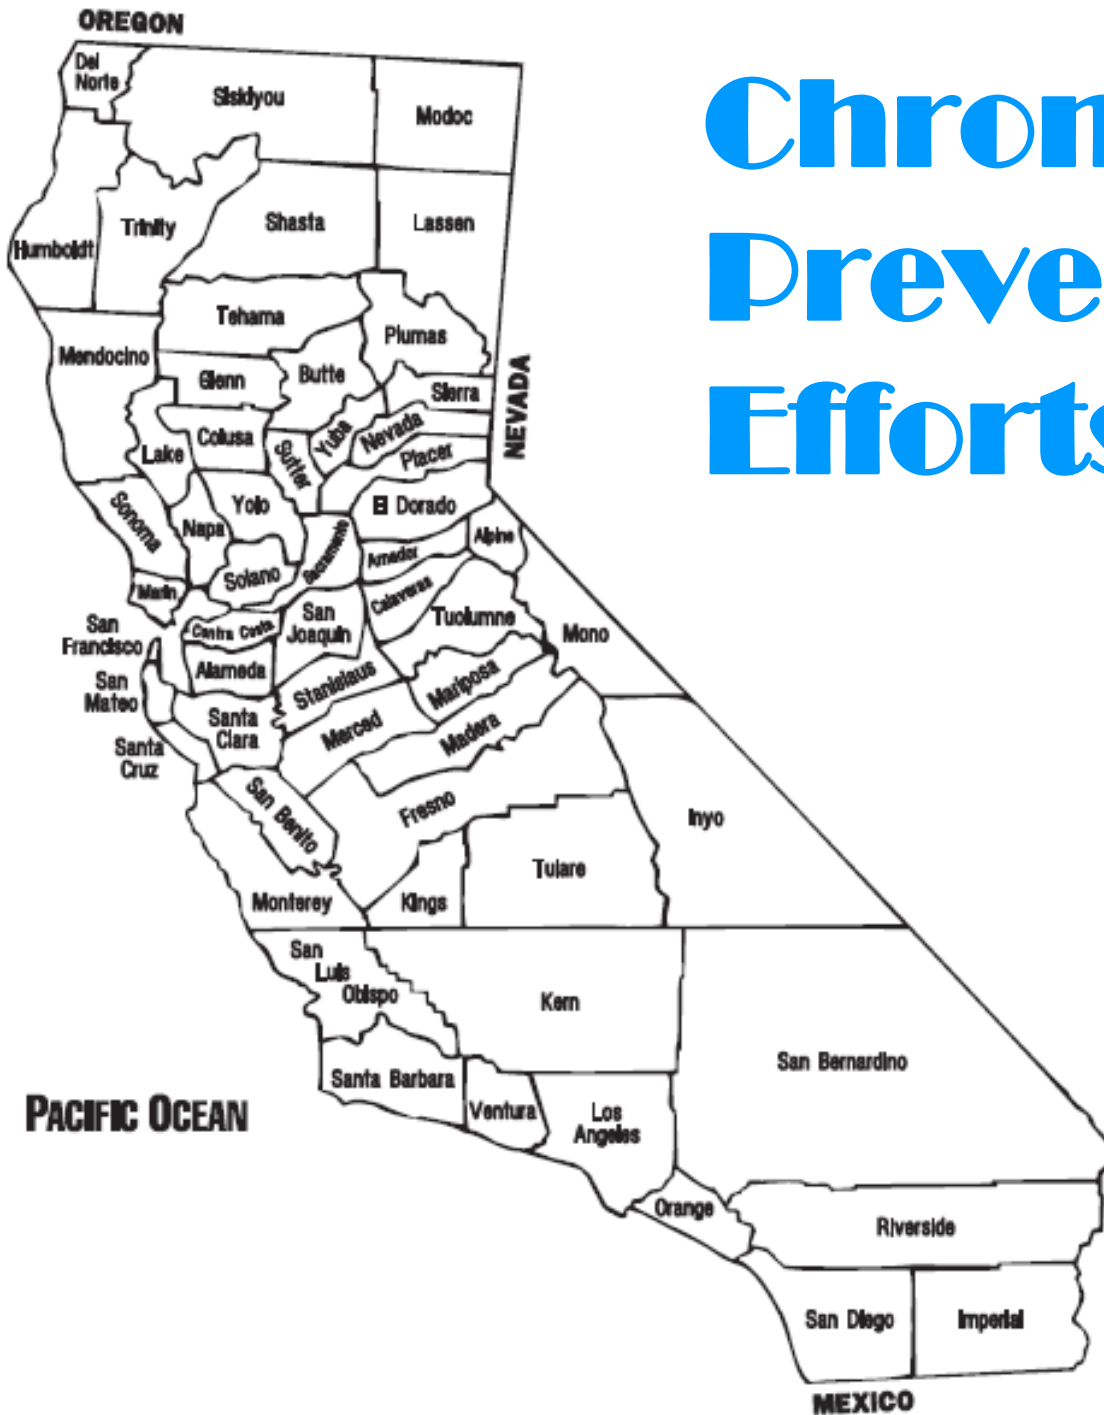 OREGON
Del
Norte
Siskiyou
Modoc
Humboldt
Trinity
Shasta
Lassen
Tehama
Plumas
Mendocino
Glenn
Butte
Sierra
NEVADA
Lake
Colusa
Sutter
Yuba
Nevada
Placer
Sonoma
Napa
Yolo
El Dorado
Sacramento
Alpine
Amador
Solano
Marin
Calaveras
San
Francisco
Contra Costa
San
Joaquin
Tuolumne
Mono
Alameda
San
Mateo
Stanislaus
Mariposa
Santa
Clara
Merced
Madera
Santa
Cruz
San Benito
Fresno
Inyo
Tulare
Monterey
Kings
San
Luis
Obispo
Kern
San Bernardino
Santa Barbara
Ventura
Los
Angeles
PACIFIC OCEAN
Orange
Riverside
San Diego
Imperial
MEXICO
Chron
Preve
Efforts